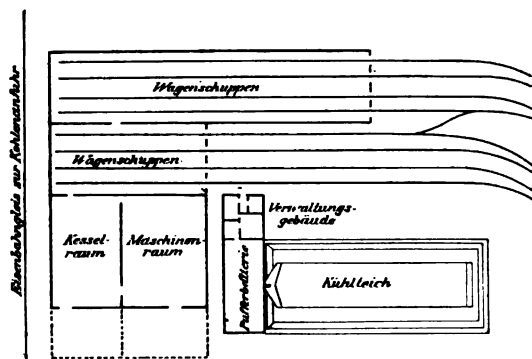 Eisenbahngleis zur Kohlenanfuhr
Wagenschuppen
Wagenschuppen
Verwaltungs-
gebäude
Kessel-
raum
Maschinen-
raum
Pufferbatterie
Kühlteich